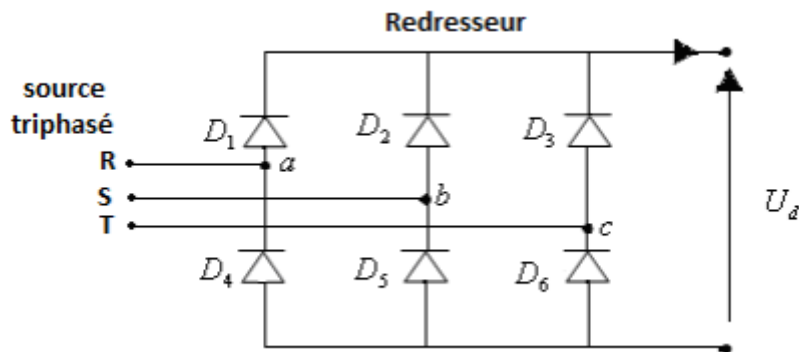 Redresseur
source
triphasé
D1
D2
D3
R
a
S
b
T
c
Ud
D4
D5
D6